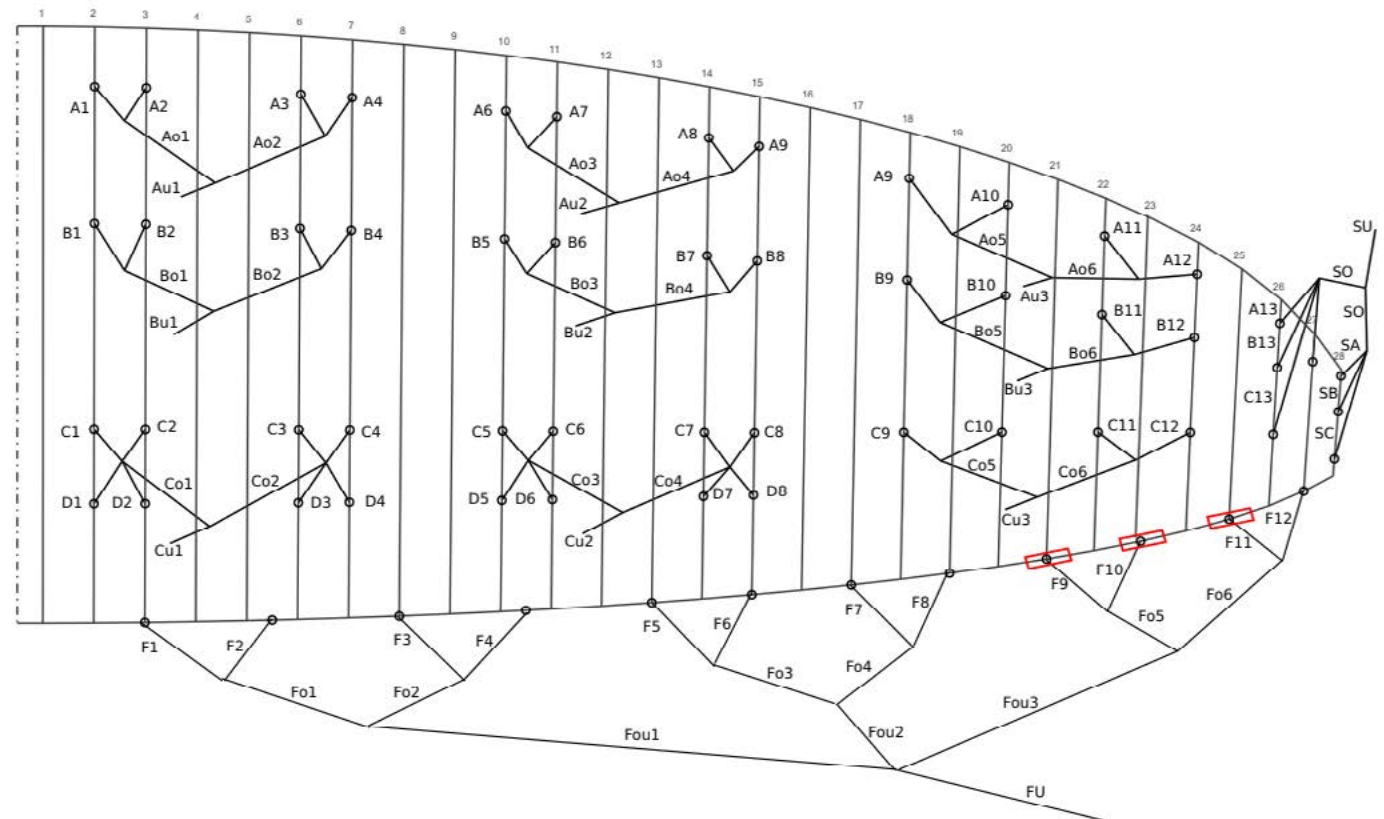 1 2 3 4 5 6 7 8 9 10 11 12 13 14 15 16 17 18 19 20 21 22 23 24 25 26 27 28
A1 A2 A3 A4 A6 A7 A8 A9 A9 A10 A11 A12 A13
Ao1 Ao2 Ao3 Ao4 Ao5 Ao6
Au1 Au2 Au3
B1 B2 B3 B4 B5 B6 B7 B8 B9 B10 B11 B12 B13
Bo1 Bo2 Bo3 Bo4 Bo5 Bo6
Bu1 Bu2 Bu3
C1 C2 C3 C4 C5 C6 C7 C8 C9 C10 C11 C12 C13
Co1 Co2 Co3 Co4 Co5 Co6
D1 D2 D3 D4 D5 D6 D7 D8
Cu1 Cu2 Cu3
SU
SO
SO
SA
SB
SC
F1 F2 F3 F4 F5 F6 F7 F8 F9 F10 F11 F12
Fo1 Fo2 Fo3 Fo4 Fo5 Fo6
Fou1 Fou2 Fou3
FU